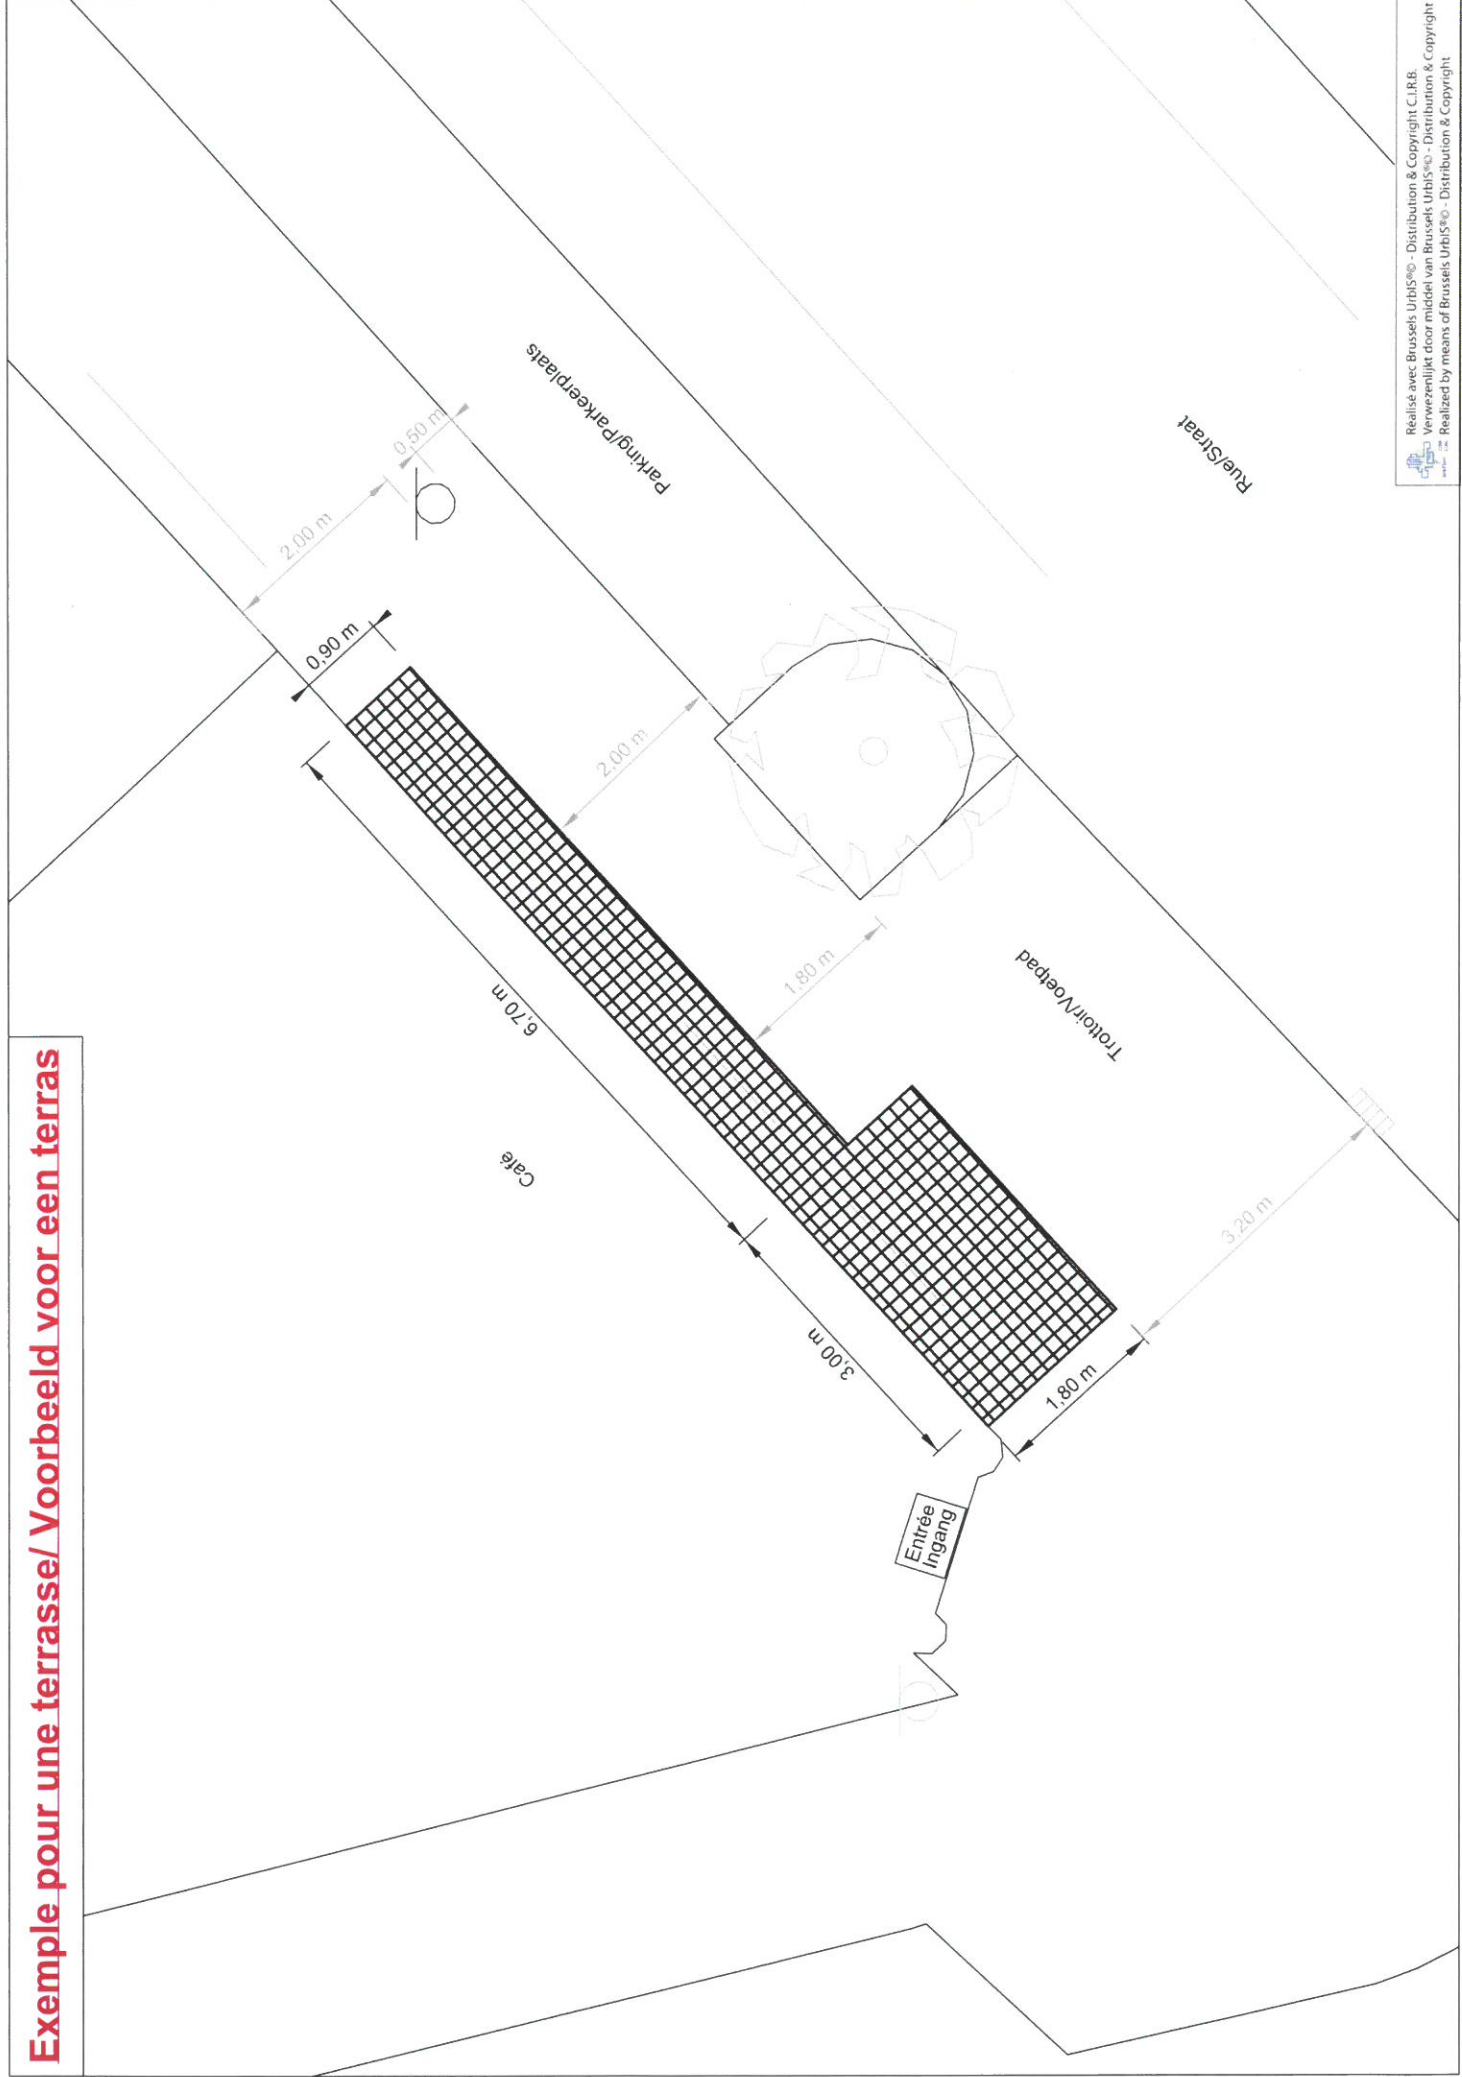 Exemple pour une terrasse/ Voorbeeld voor een terras
Café
6,70 m
3,00 m
0,90 m
2,00 m
0,50 m
Parking/Parkeerplaats
2,00 m
1,80 m
Trottoir/Voetpad
Rue/Straat
1,80 m
3,20 m
Entrée
Ingang
Réalisé avec Brussels UrbIS®© - Distribution & Copyright C.I.R.B.
Verwezenlijkt door middel van Brussels UrbIS®© - Distribution & Copyright
Realized by means of Brussels UrbIS®© - Distribution & Copyright